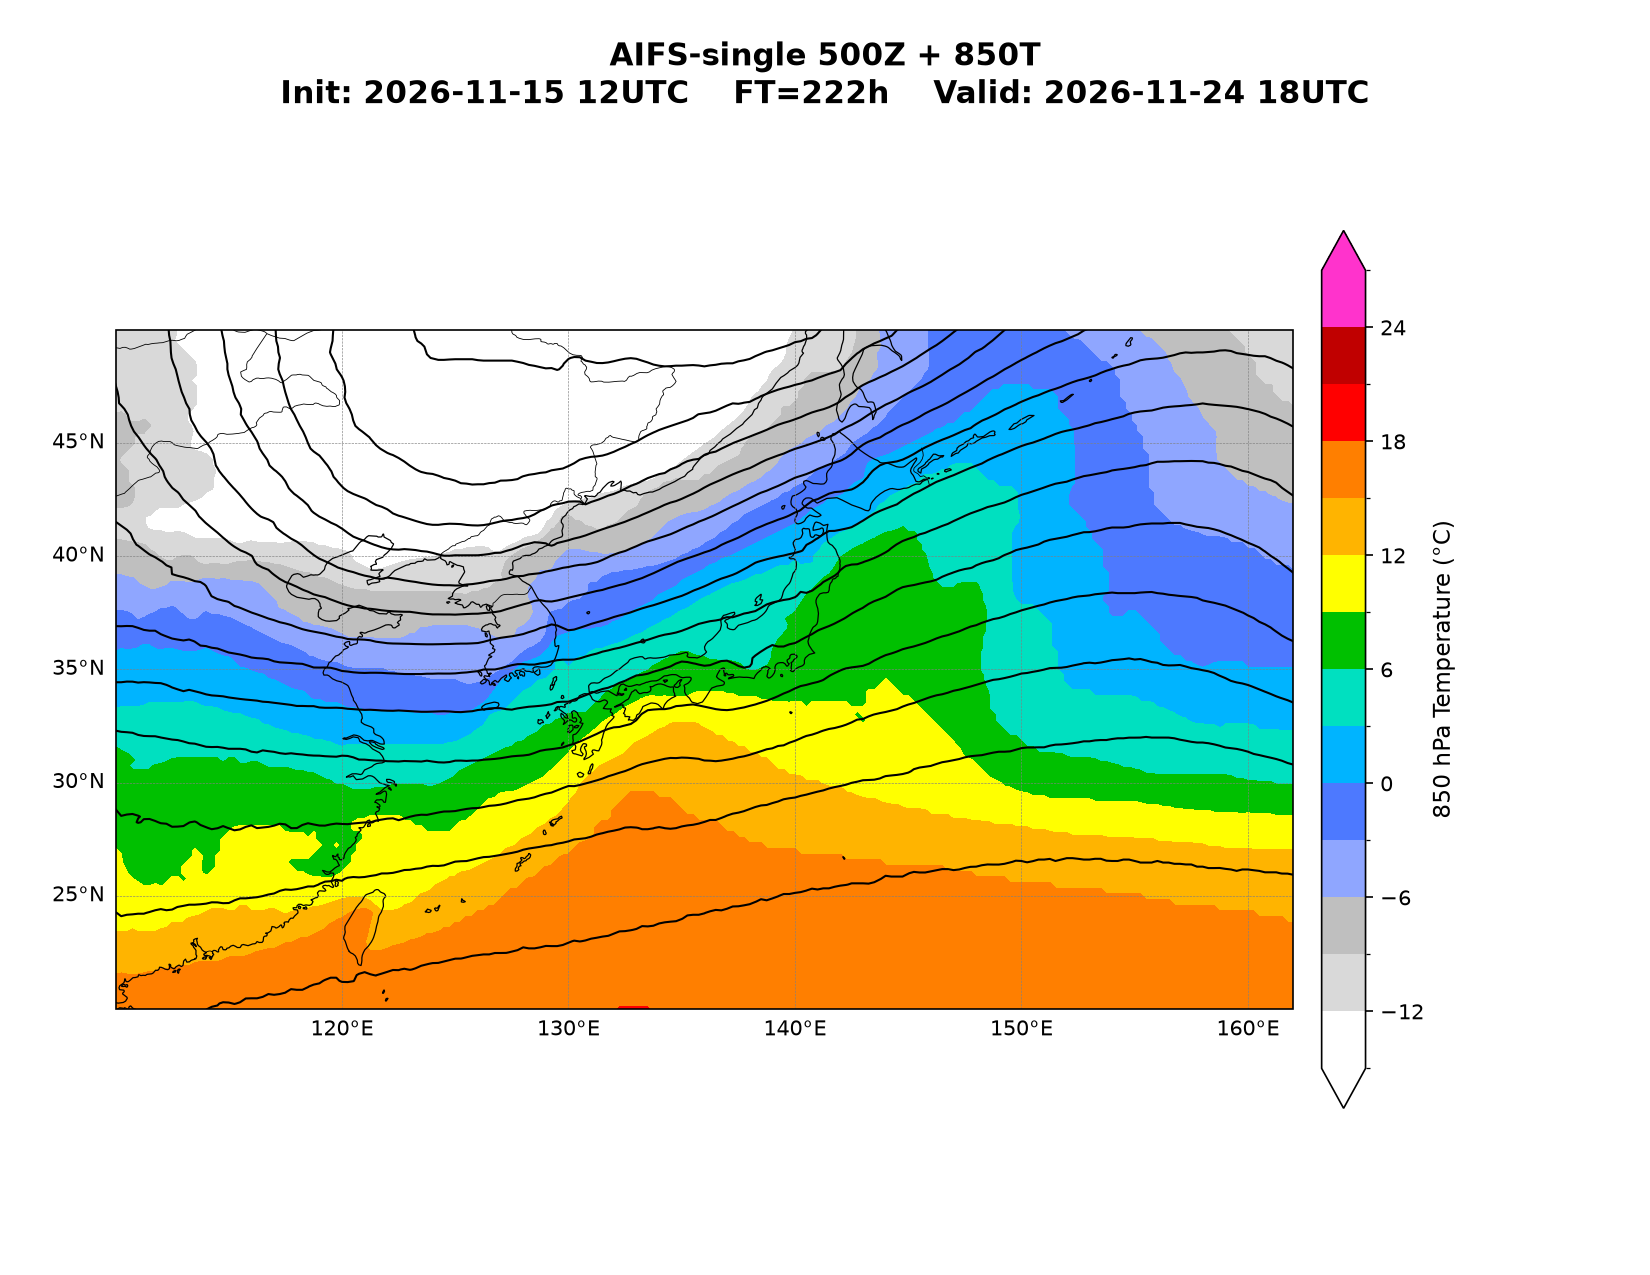 AIFS-single 500Z + 850T
Init: 2026-11-15 12UTC    FT=222h    Valid: 2026-11-24 18UTC
45°N
40°N
35°N
30°N
25°N
120°E
130°E
140°E
150°E
160°E
24
18
12
6
0
−6
−12
850 hPa Temperature (°C)